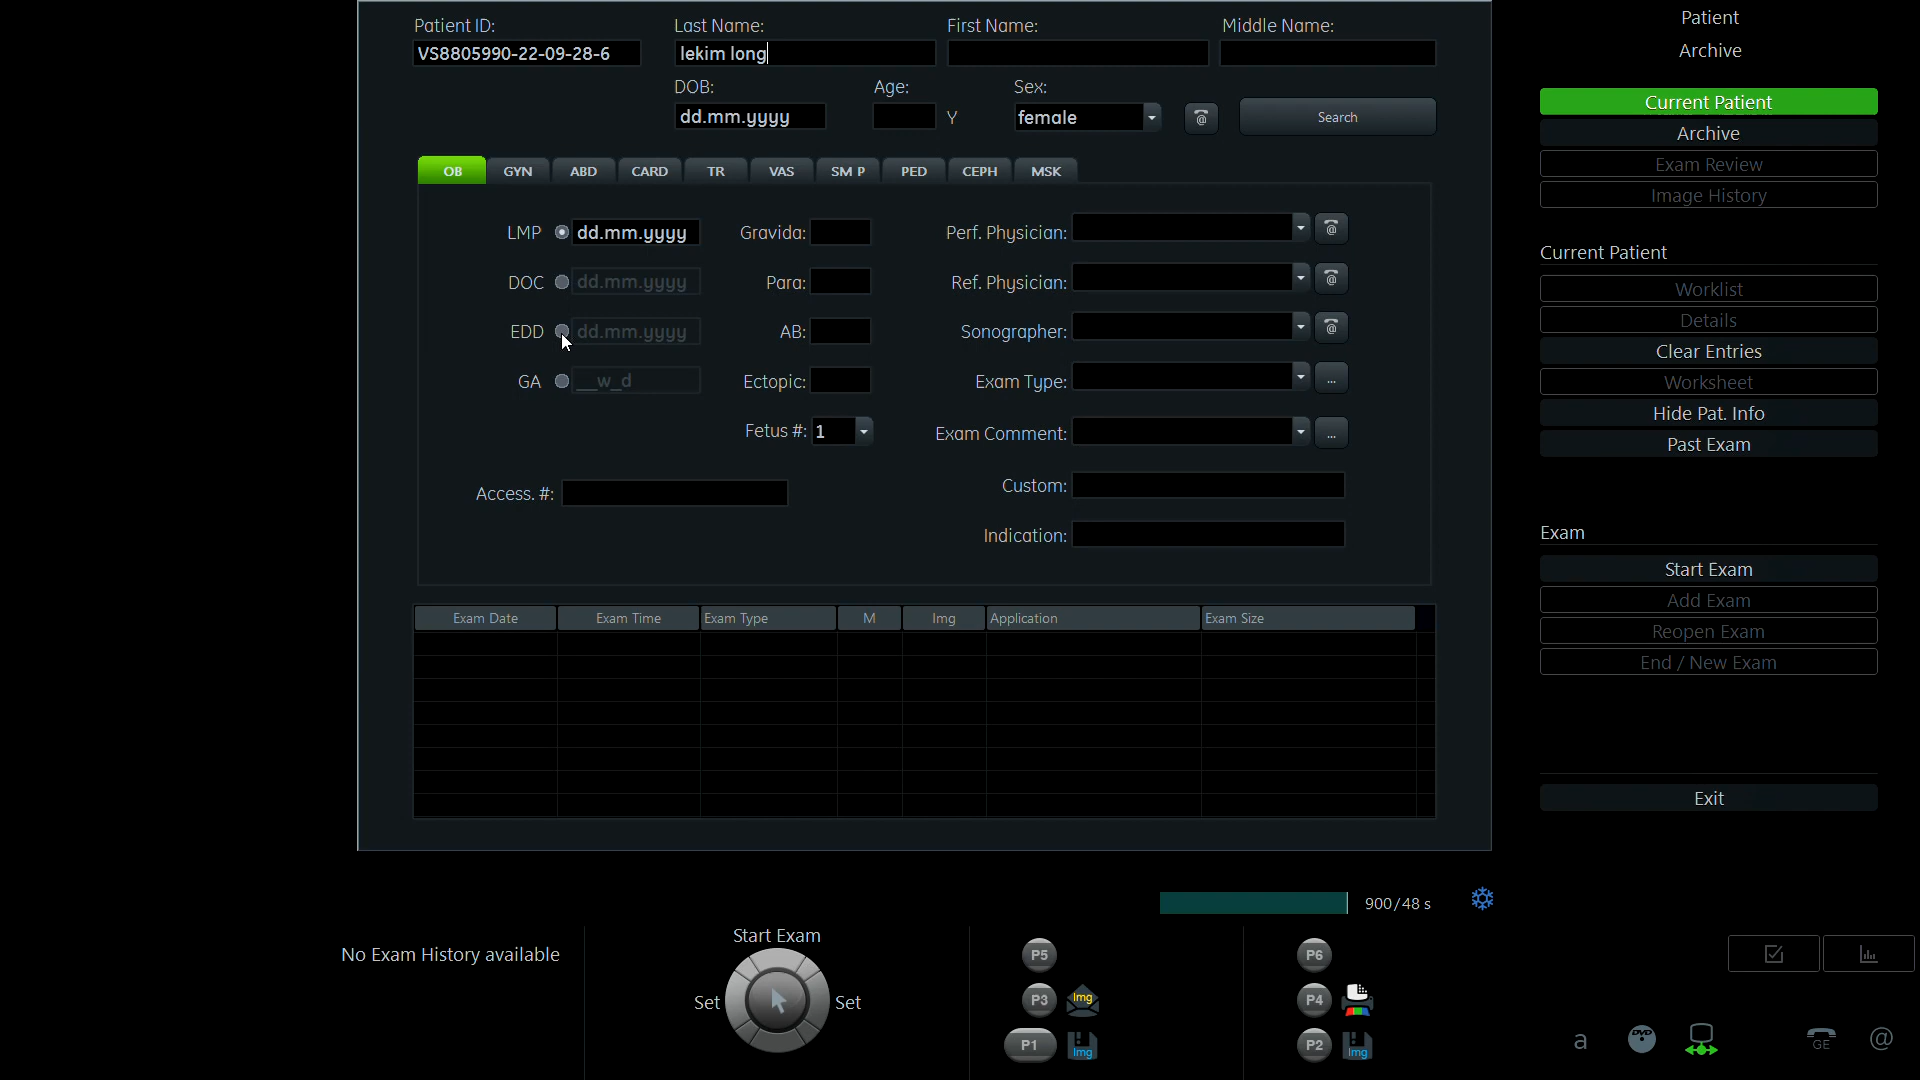 Patient ID: Last Name: First Name: Middle Name:
VS8805990-22-09-28-6 lekim long
DOB: Age: Sex:
dd.mm.yyyy Y female @ Search
OB GYN ABD CARD TR VAS SM P PED CEPH MSK
LMP dd.mm.yyyy Gravida: Perf. Physician: @
DOC dd.mm.yyyy Para: Ref. Physician: @
EDD dd.mm.yyyy AB: Sonographer: @
GA __w_d Ectopic: Exam Type: ...
Fetus #: 1 Exam Comment: ...
Access. #: Custom:
Indication:
Exam Date Exam Time Exam Type M Img Application Exam Size
Patient
Archive
Current Patient
Archive
Exam Review
Image History
Current Patient
Worklist
Details
Clear Entries
Worksheet
Hide Pat. Info
Past Exam
Exam
Start Exam
Add Exam
Reopen Exam
End / New Exam
Exit
900/48 s
No Exam History available
Start Exam
Set Set
P5 P6
P3 Img P4
P1 Img P2 Img
a DVD GE @